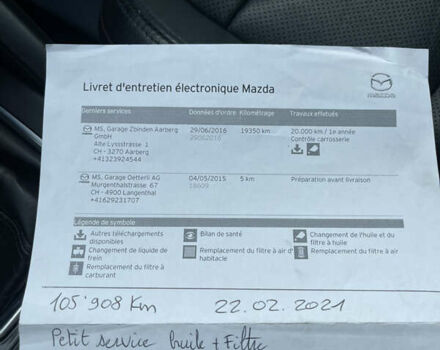 Livret d'entretien électronique Mazda
mazda
Derniers services Données d'ordre Kilométrage Travaux effetués
MS, Garage Zbinden Aarberg GmbH
Alte Lyssstrasse 1
CH - 3270 Aarberg
+41323924544
29/06/2016
29062016
19350 km
20.000 km / 1e année
Contrôle carrosserie
MS, Garage Oetterli AG
Murgenthalstrasse 67
CH - 4900 Langenthal
+41629231707
04/05/2015
18609
5 km
Préparation avant livraison
Légende de symbole
Autres téléchargements disponibles
Bilan de santé
Changement de l'huile et du filtre à huile
Changement de liquide de frein
Remplacement du filtre à air d'habitacle
Remplacement du filtre à air
Remplacement du filtre à carburant
105'908 Km 22.02.2021
Petit service huile + Filtre